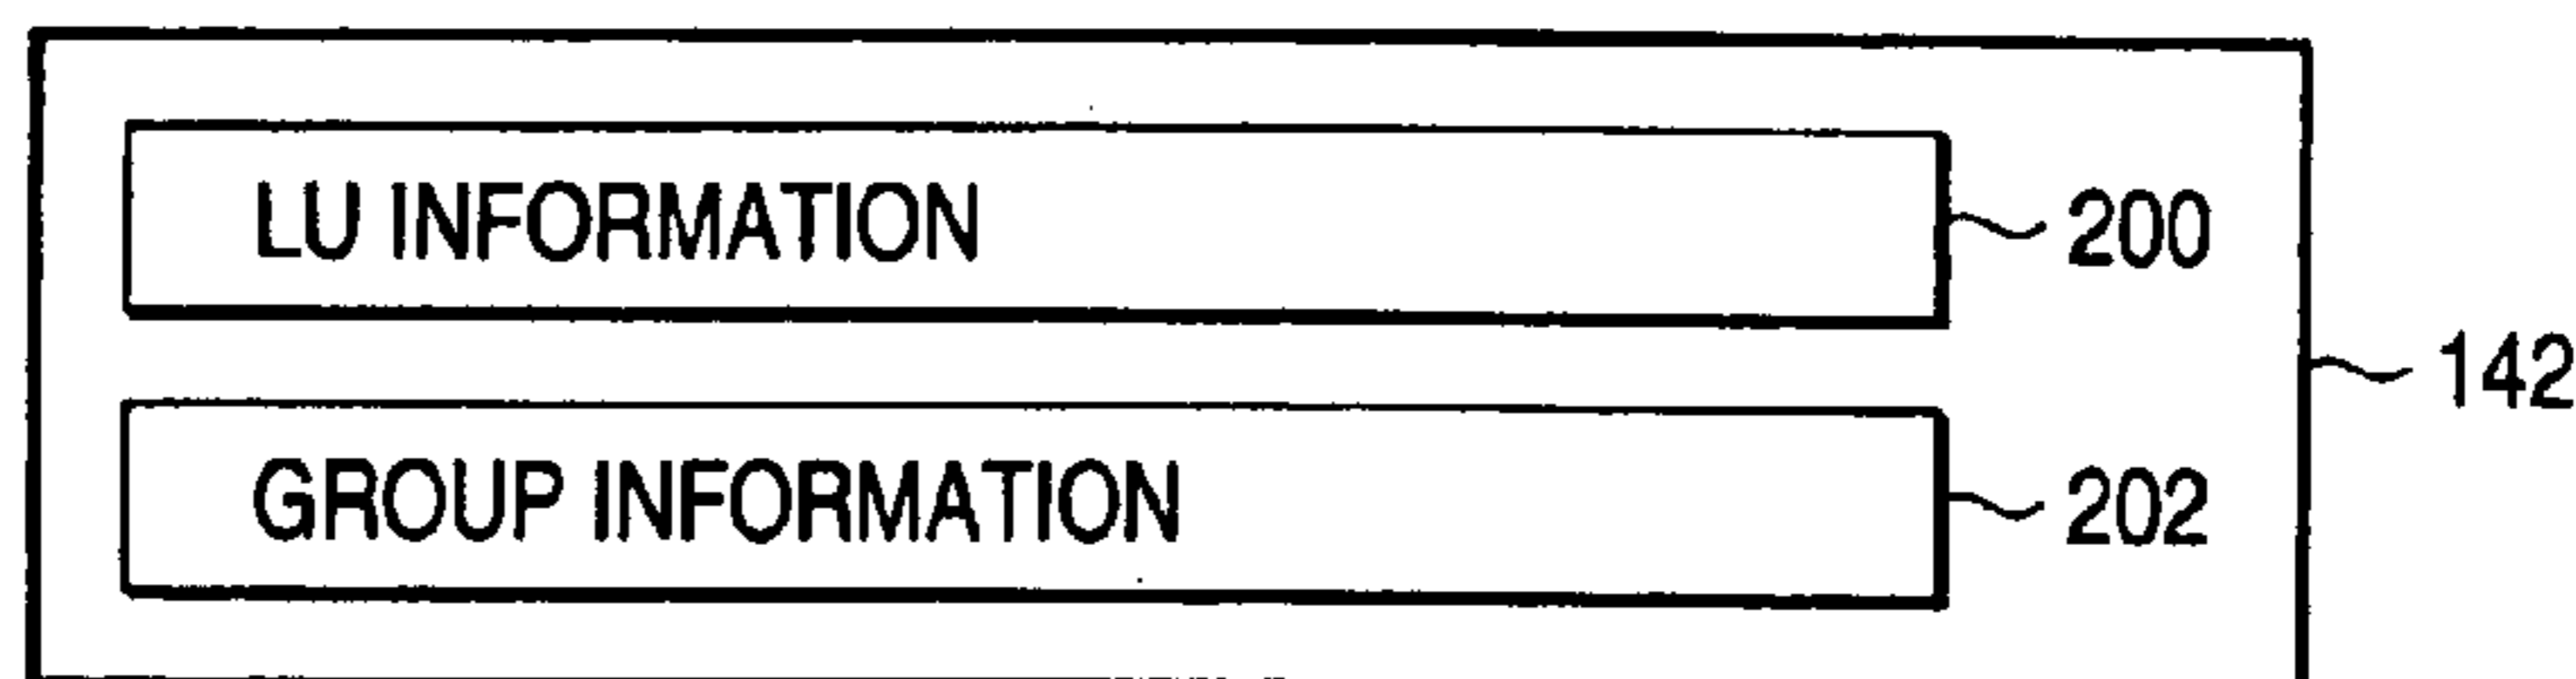 LU INFORMATION 200
142
GROUP INFORMATION 202